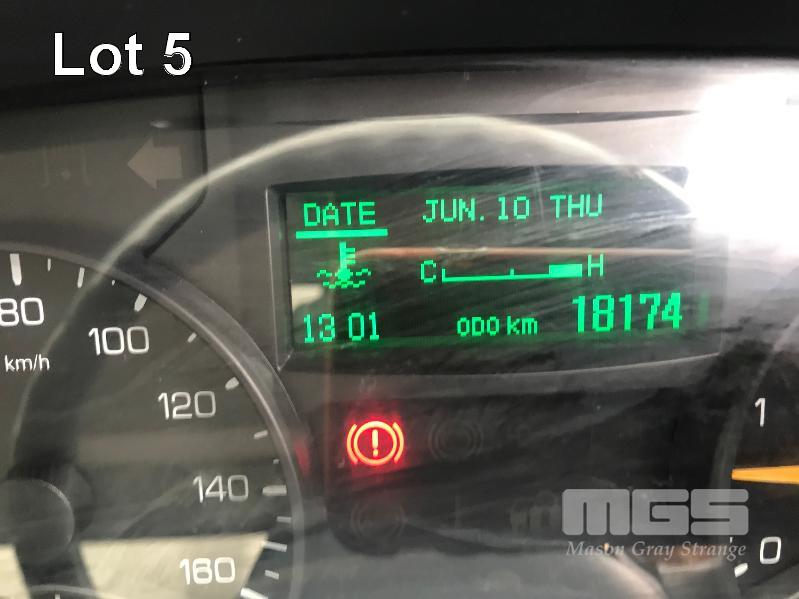 Lot 5
DATE JUN. 10 THU
C H
13 01 ODO km 18174
80
km/h
100
120
140
160
1
0
MGS
Mason Gray Strange